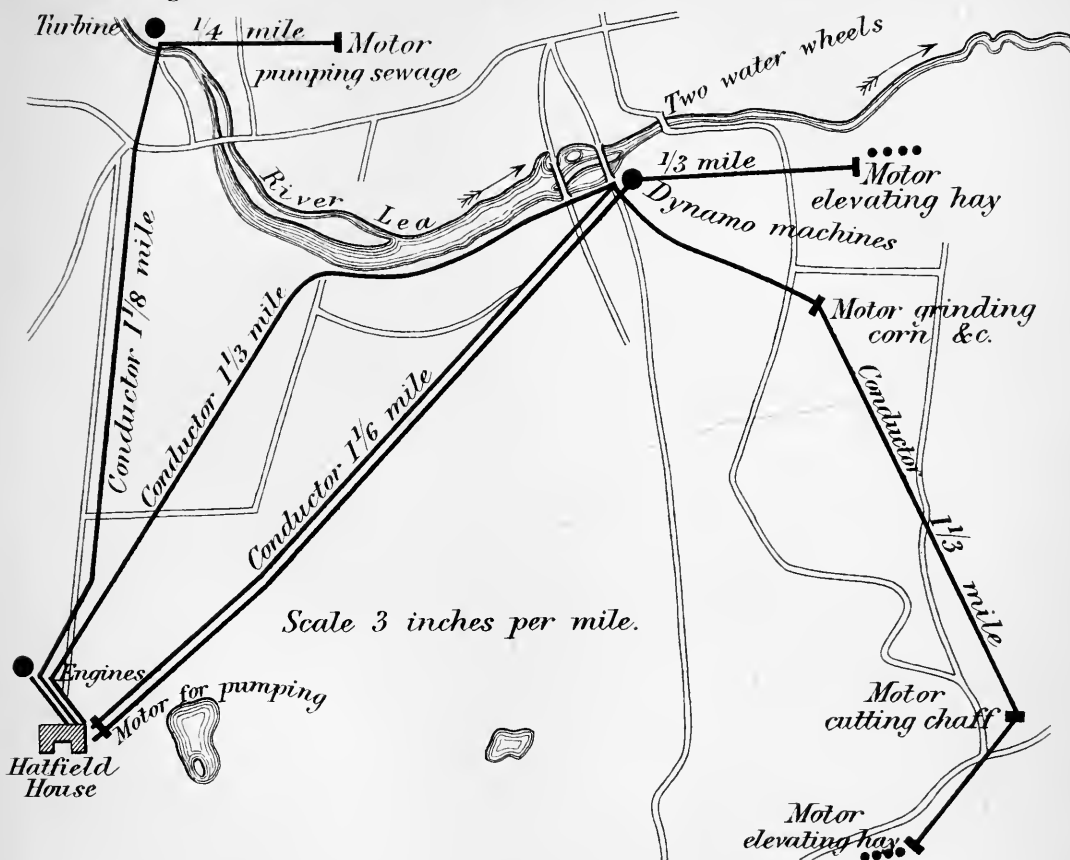 Turbine
1/4 mile
Motor
pumping sewage
Two water wheels
1/3 mile
Motor
elevating hay
River Lea
Dynamo machines
Conductor 1 1/8 mile
Conductor 1 1/3 mile
Conductor 1 1/6 mile
Motor grinding
corn &c.
Conductor 1 1/3 mile
Scale 3 inches per mile.
Engines
Motor for pumping
Hatfield
House
Motor
cutting chaff
Motor
elevating hay